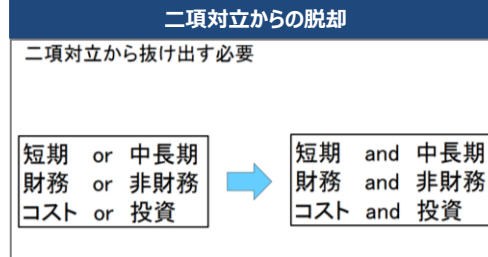 二項対立からの脱却
二項対立から抜け出す必要
短期 or 中長期
財務 or 非財務
コスト or 投資
短期 and 中長期
財務 and 非財務
コスト and 投資